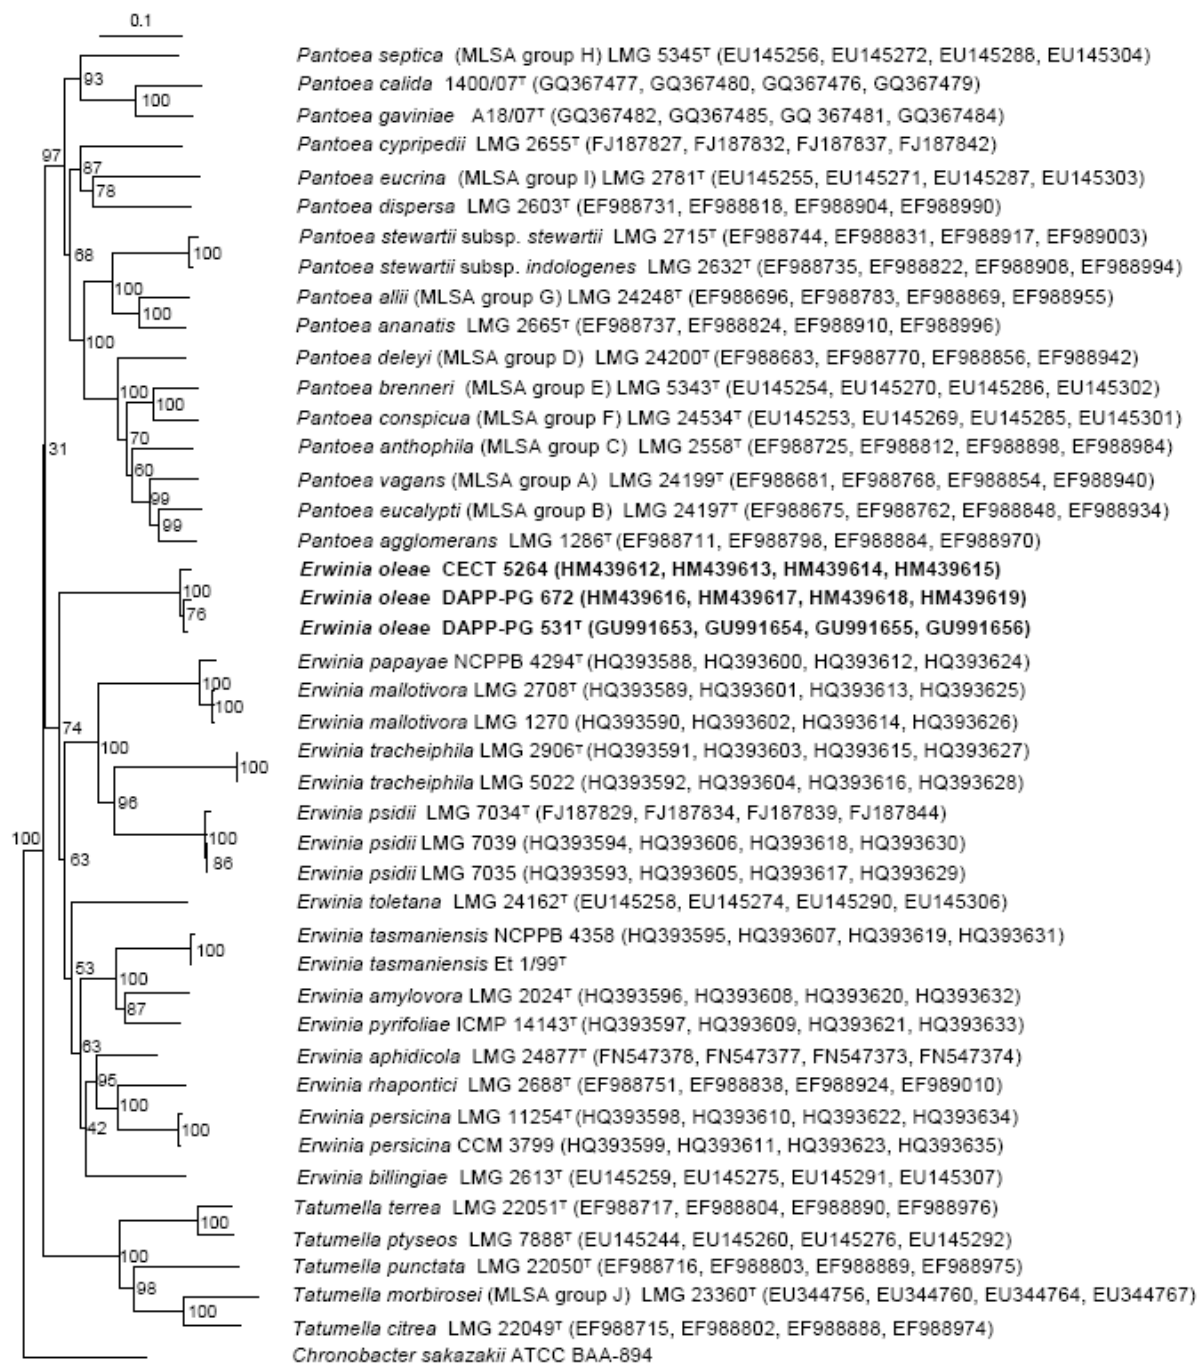 0.1
Pantoea septica (MLSA group H) LMG 5345ᵀ (EU145256, EU145272, EU145288, EU145304)
93
Pantoea calida 1400/07ᵀ (GQ367477, GQ367480, GQ367476, GQ367479)
100
Pantoea gaviniae A18/07ᵀ (GQ367482, GQ367485, GQ 367481, GQ367484)
Pantoea cypripedii LMG 2655ᵀ (FJ187827, FJ187832, FJ187837, FJ187842)
97
87
Pantoea eucrina (MLSA group I) LMG 2781ᵀ (EU145255, EU145271, EU145287, EU145303)
78
Pantoea dispersa LMG 2603ᵀ (EF988731, EF988818, EF988904, EF988990)
Pantoea stewartii subsp. stewartii LMG 2715ᵀ (EF988744, EF988831, EF988917, EF989003)
68
100
Pantoea stewartii subsp. indologenes LMG 2632ᵀ (EF988735, EF988822, EF988908, EF988994)
100
Pantoea allii (MLSA group G) LMG 24248ᵀ (EF988696, EF988783, EF988869, EF988955)
100
Pantoea ananatis LMG 2665ᵀ (EF988737, EF988824, EF988910, EF988996)
100
Pantoea deleyi (MLSA group D) LMG 24200ᵀ (EF988683, EF988770, EF988856, EF988942)
100
Pantoea brenneri (MLSA group E) LMG 5343ᵀ (EU145254, EU145270, EU145286, EU145302)
100
Pantoea conspicua (MLSA group F) LMG 24534ᵀ (EU145253, EU145269, EU145285, EU145301)
70
Pantoea anthophila (MLSA group C) LMG 2558ᵀ (EF988725, EF988812, EF988898, EF988984)
31
60
Pantoea vagans (MLSA group A) LMG 24199ᵀ (EF988681, EF988768, EF988854, EF988940)
99
Pantoea eucalypti (MLSA group B) LMG 24197ᵀ (EF988675, EF988762, EF988848, EF988934)
99
Pantoea agglomerans LMG 1286ᵀ (EF988711, EF988798, EF988884, EF988970)
Erwinia oleae CECT 5264 (HM439612, HM439613, HM439614, HM439615)
100
Erwinia oleae DAPP-PG 672 (HM439616, HM439617, HM439618, HM439619)
76
Erwinia oleae DAPP-PG 531ᵀ (GU991653, GU991654, GU991655, GU991656)
Erwinia papayae NCPPB 4294ᵀ (HQ393588, HQ393600, HQ393612, HQ393624)
100
Erwinia mallotivora LMG 2708ᵀ (HQ393589, HQ393601, HQ393613, HQ393625)
100
Erwinia mallotivora LMG 1270 (HQ393590, HQ393602, HQ393614, HQ393626)
74
100
Erwinia tracheiphila LMG 2906ᵀ (HQ393591, HQ393603, HQ393615, HQ393627)
100
Erwinia tracheiphila LMG 5022 (HQ393592, HQ393604, HQ393616, HQ393628)
96
Erwinia psidii LMG 7034ᵀ (FJ187829, FJ187834, FJ187839, FJ187844)
100
100
Erwinia psidii LMG 7039 (HQ393594, HQ393606, HQ393618, HQ393630)
63
86
Erwinia psidii LMG 7035 (HQ393593, HQ393605, HQ393617, HQ393629)
Erwinia toletana LMG 24162ᵀ (EU145258, EU145274, EU145290, EU145306)
Erwinia tasmaniensis NCPPB 4358 (HQ393595, HQ393607, HQ393619, HQ393631)
100
Erwinia tasmaniensis Et 1/99ᵀ
53
100
Erwinia amylovora LMG 2024ᵀ (HQ393596, HQ393608, HQ393620, HQ393632)
87
Erwinia pyrifoliae ICMP 14143ᵀ (HQ393597, HQ393609, HQ393621, HQ393633)
63
Erwinia aphidicola LMG 24877ᵀ (FN547378, FN547377, FN547373, FN547374)
95
Erwinia rhapontici LMG 2688ᵀ (EF988751, EF988838, EF988924, EF989010)
100
Erwinia persicina LMG 11254ᵀ (HQ393598, HQ393610, HQ393622, HQ393634)
42
100
Erwinia persicina CCM 3799 (HQ393599, HQ393611, HQ393623, HQ393635)
Erwinia billingiae LMG 2613ᵀ (EU145259, EU145275, EU145291, EU145307)
Tatumella terrea LMG 22051ᵀ (EF988717, EF988804, EF988890, EF988976)
100
Tatumella ptyseos LMG 7888ᵀ (EU145244, EU145260, EU145276, EU145292)
100
Tatumella punctata LMG 22050ᵀ (EF988716, EF988803, EF988889, EF988975)
98
Tatumella morbirosei (MLSA group J) LMG 23360ᵀ (EU344756, EU344760, EU344764, EU344767)
100
Tatumella citrea LMG 22049ᵀ (EF988715, EF988802, EF988888, EF988974)
Chronobacter sakazakii ATCC BAA-894